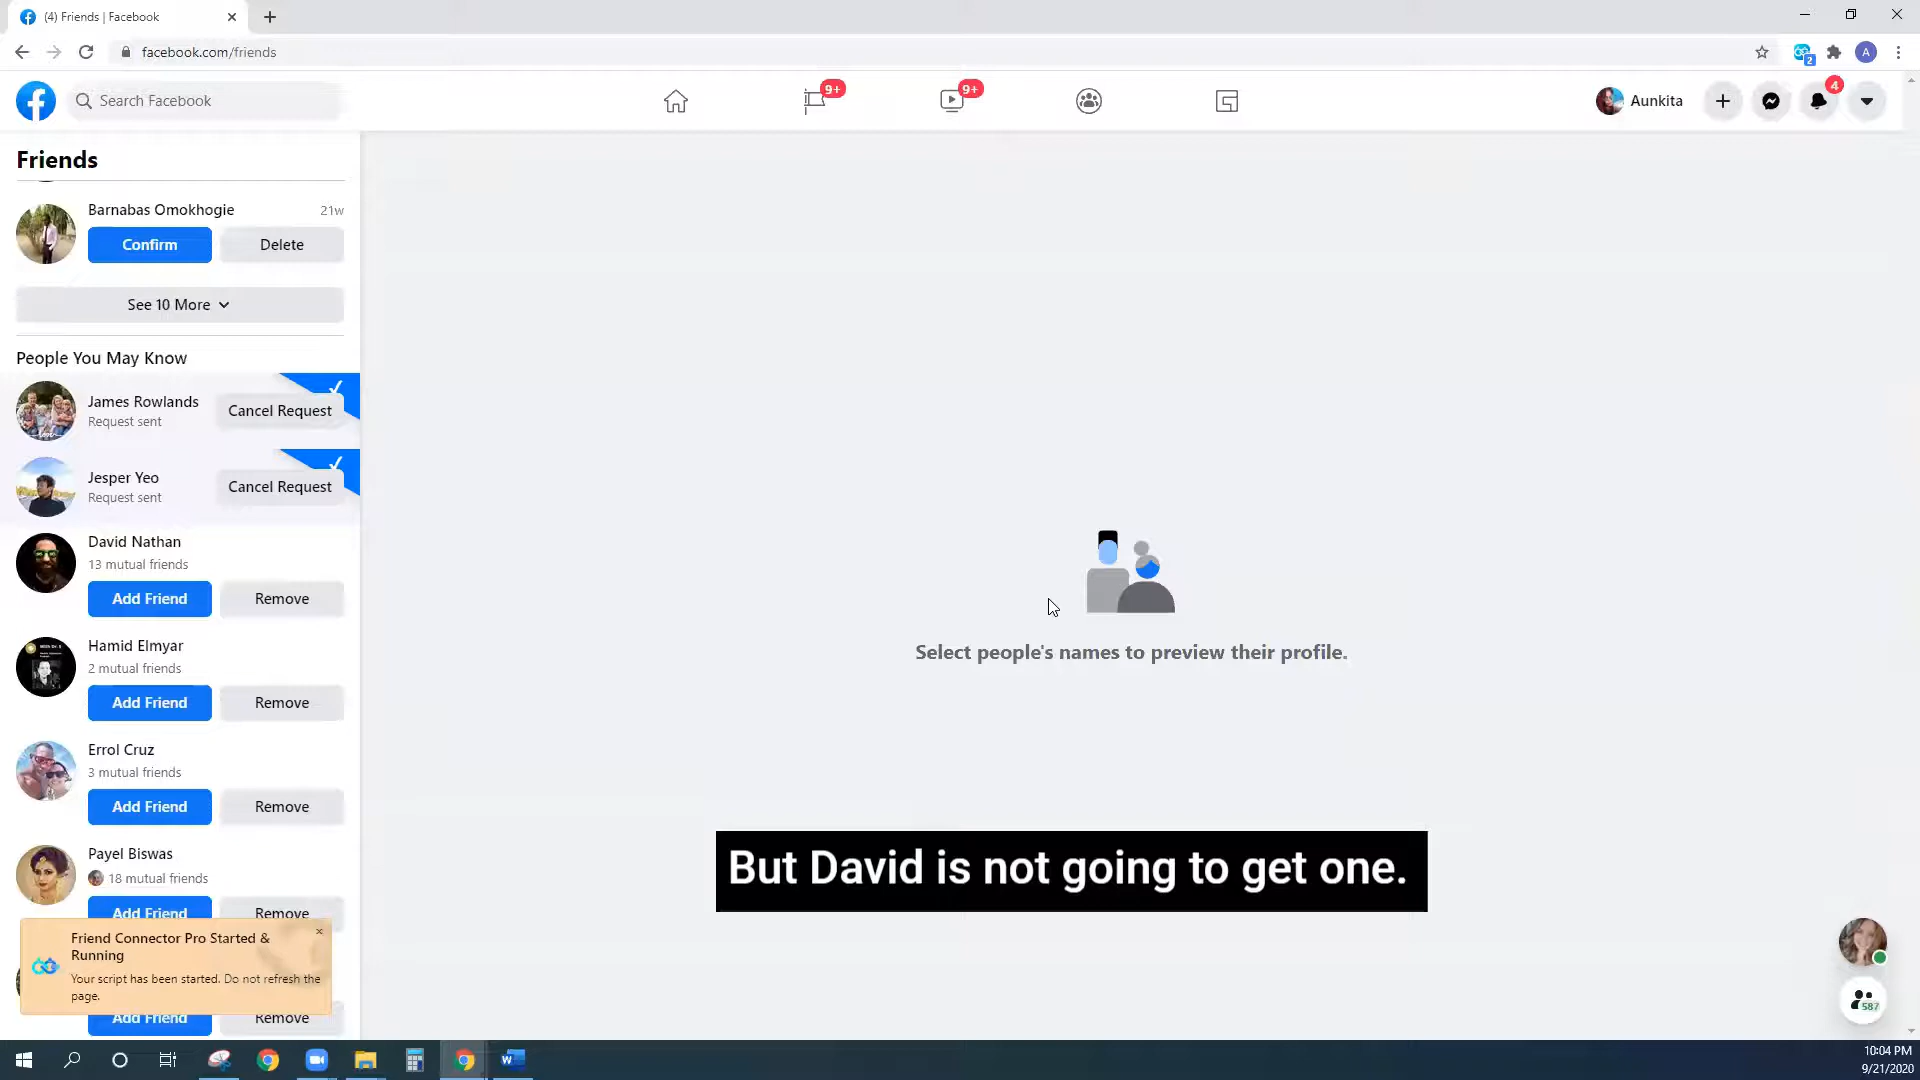 (4) Friends | Facebook
facebook.com/friends
2
A
Search Facebook
9+
9+
Aunkita
4
Friends
Barnabas Omokhogie
21w
Confirm
Delete
See 10 More
People You May Know
James Rowlands
Request sent
Cancel Request
Jesper Yeo
Request sent
Cancel Request
David Nathan
13 mutual friends
Add Friend
Remove
Hamid Elmyar
2 mutual friends
Add Friend
Remove
Errol Cruz
3 mutual friends
Add Friend
Remove
Payel Biswas
18 mutual friends
Add Friend
Remove
Friend Connector Pro Started &
Running
Your script has been started. Do not refresh the
page.
Add Friend
Remove
Select people's names to preview their profile.
But David is not going to get one.
587
10:04 PM
9/21/2020